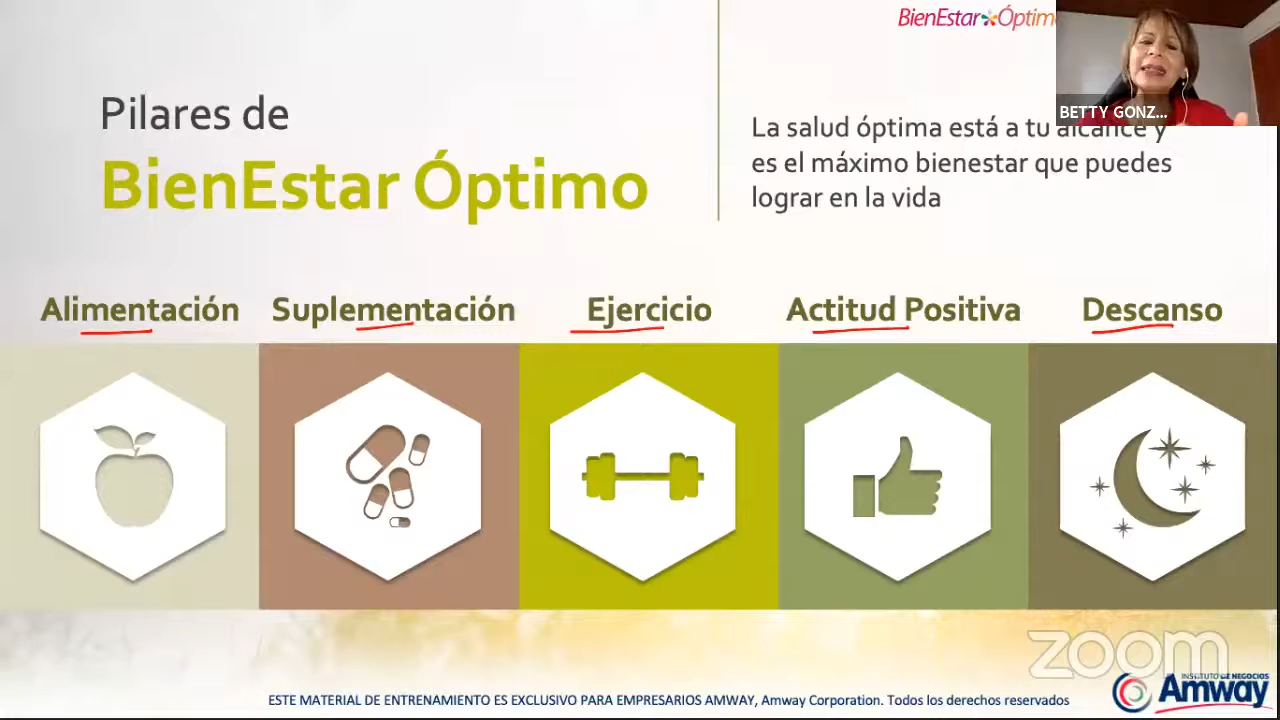 BienEstar Óptim
BETTY GONZ...
Pilares de
BienEstar Óptimo
La salud óptima está a tu alcance y
es el máximo bienestar que puedes
lograr en la vida
Alimentación
Suplementación
Ejercicio
Actitud Positiva
Descanso
zoom
INSTITUTO DE NEGOCIOS
Amway
ESTE MATERIAL DE ENTRENAMIENTO ES EXCLUSIVO PARA EMPRESARIOS AMWAY, Amway Corporation. Todos los derechos reservados